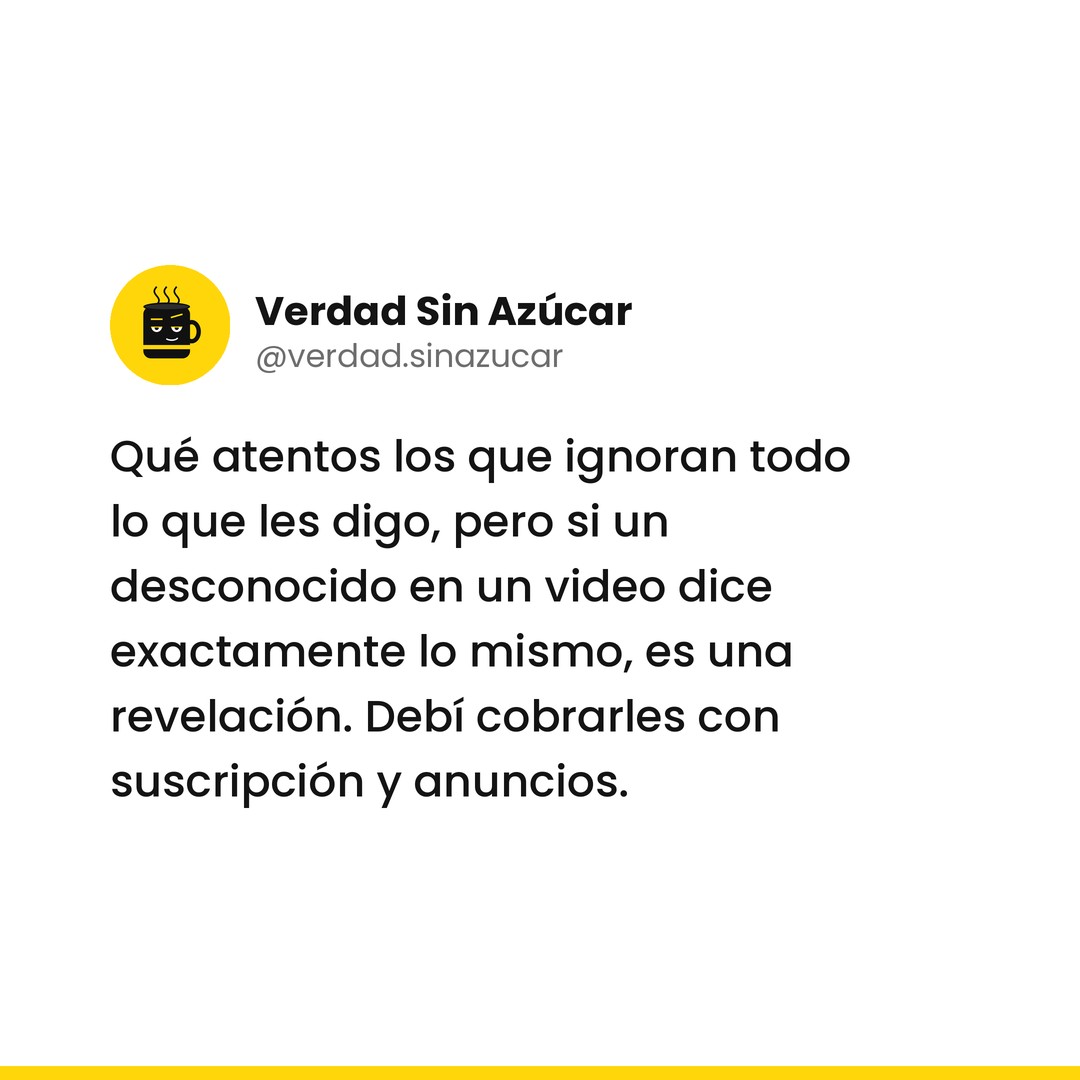 Verdad Sin Azúcar
@verdad.sinazucar
Qué atentos los que ignoran todo
lo que les digo, pero si un
desconocido en un video dice
exactamente lo mismo, es una
revelación. Debí cobrarles con
suscripción y anuncios.